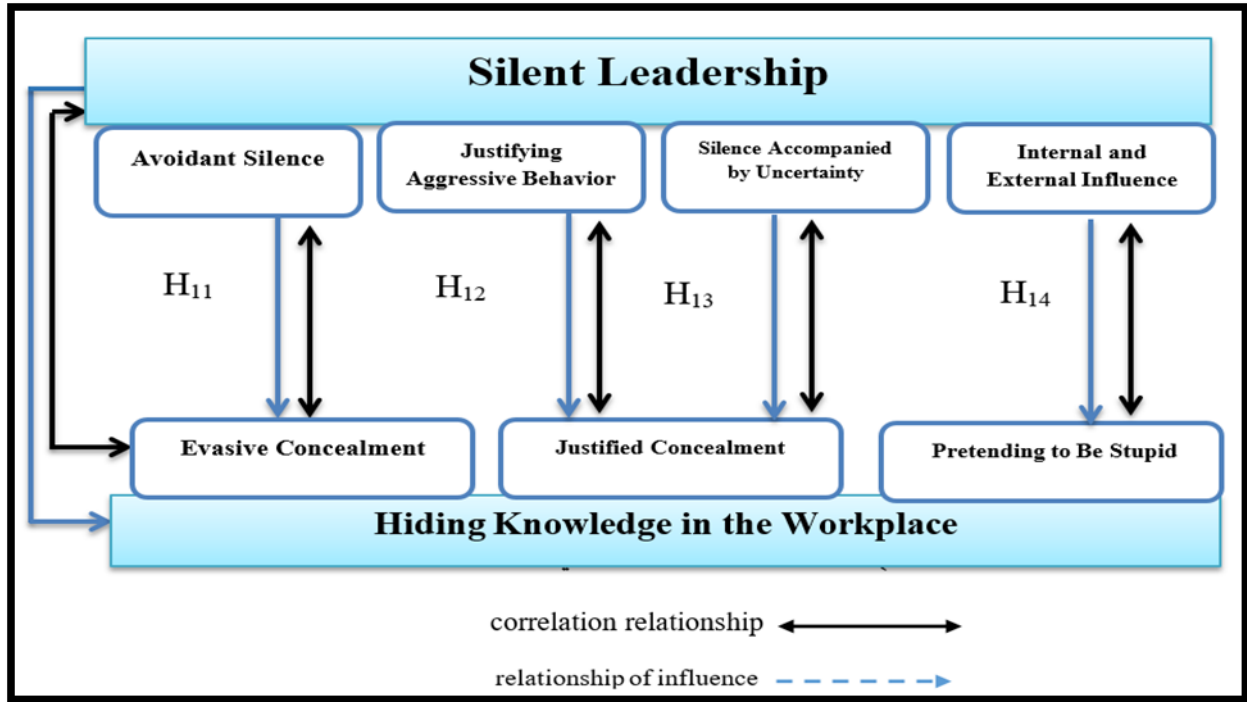 Silent Leadership
Avoidant Silence
Justifying
Aggressive Behavior
Silence Accompanied
by Uncertainty
Internal and
External Influence
H₁₁
H₁₂
H₁₃
H₁₄
Evasive Concealment
Justified Concealment
Pretending to Be Stupid
Hiding Knowledge in the Workplace
correlation relationship
relationship of influence